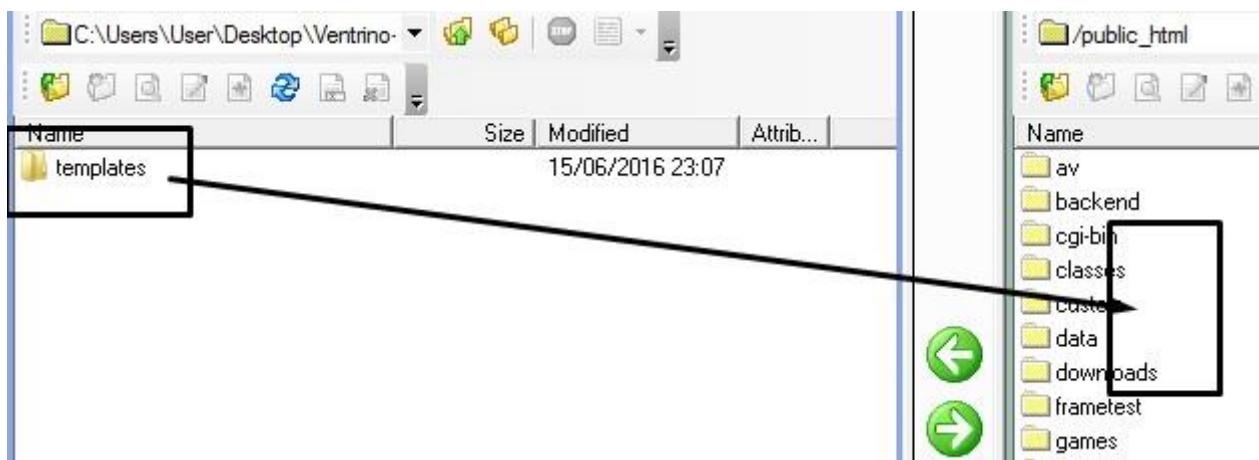 C:\Users\User\Desktop\Ventrino-
STOP
Name Size Modified Attrib...
templates 15/06/2016 23:07
/public_html
Name
av
backend
cgi-bin
classes
data
downloads
frametest
games